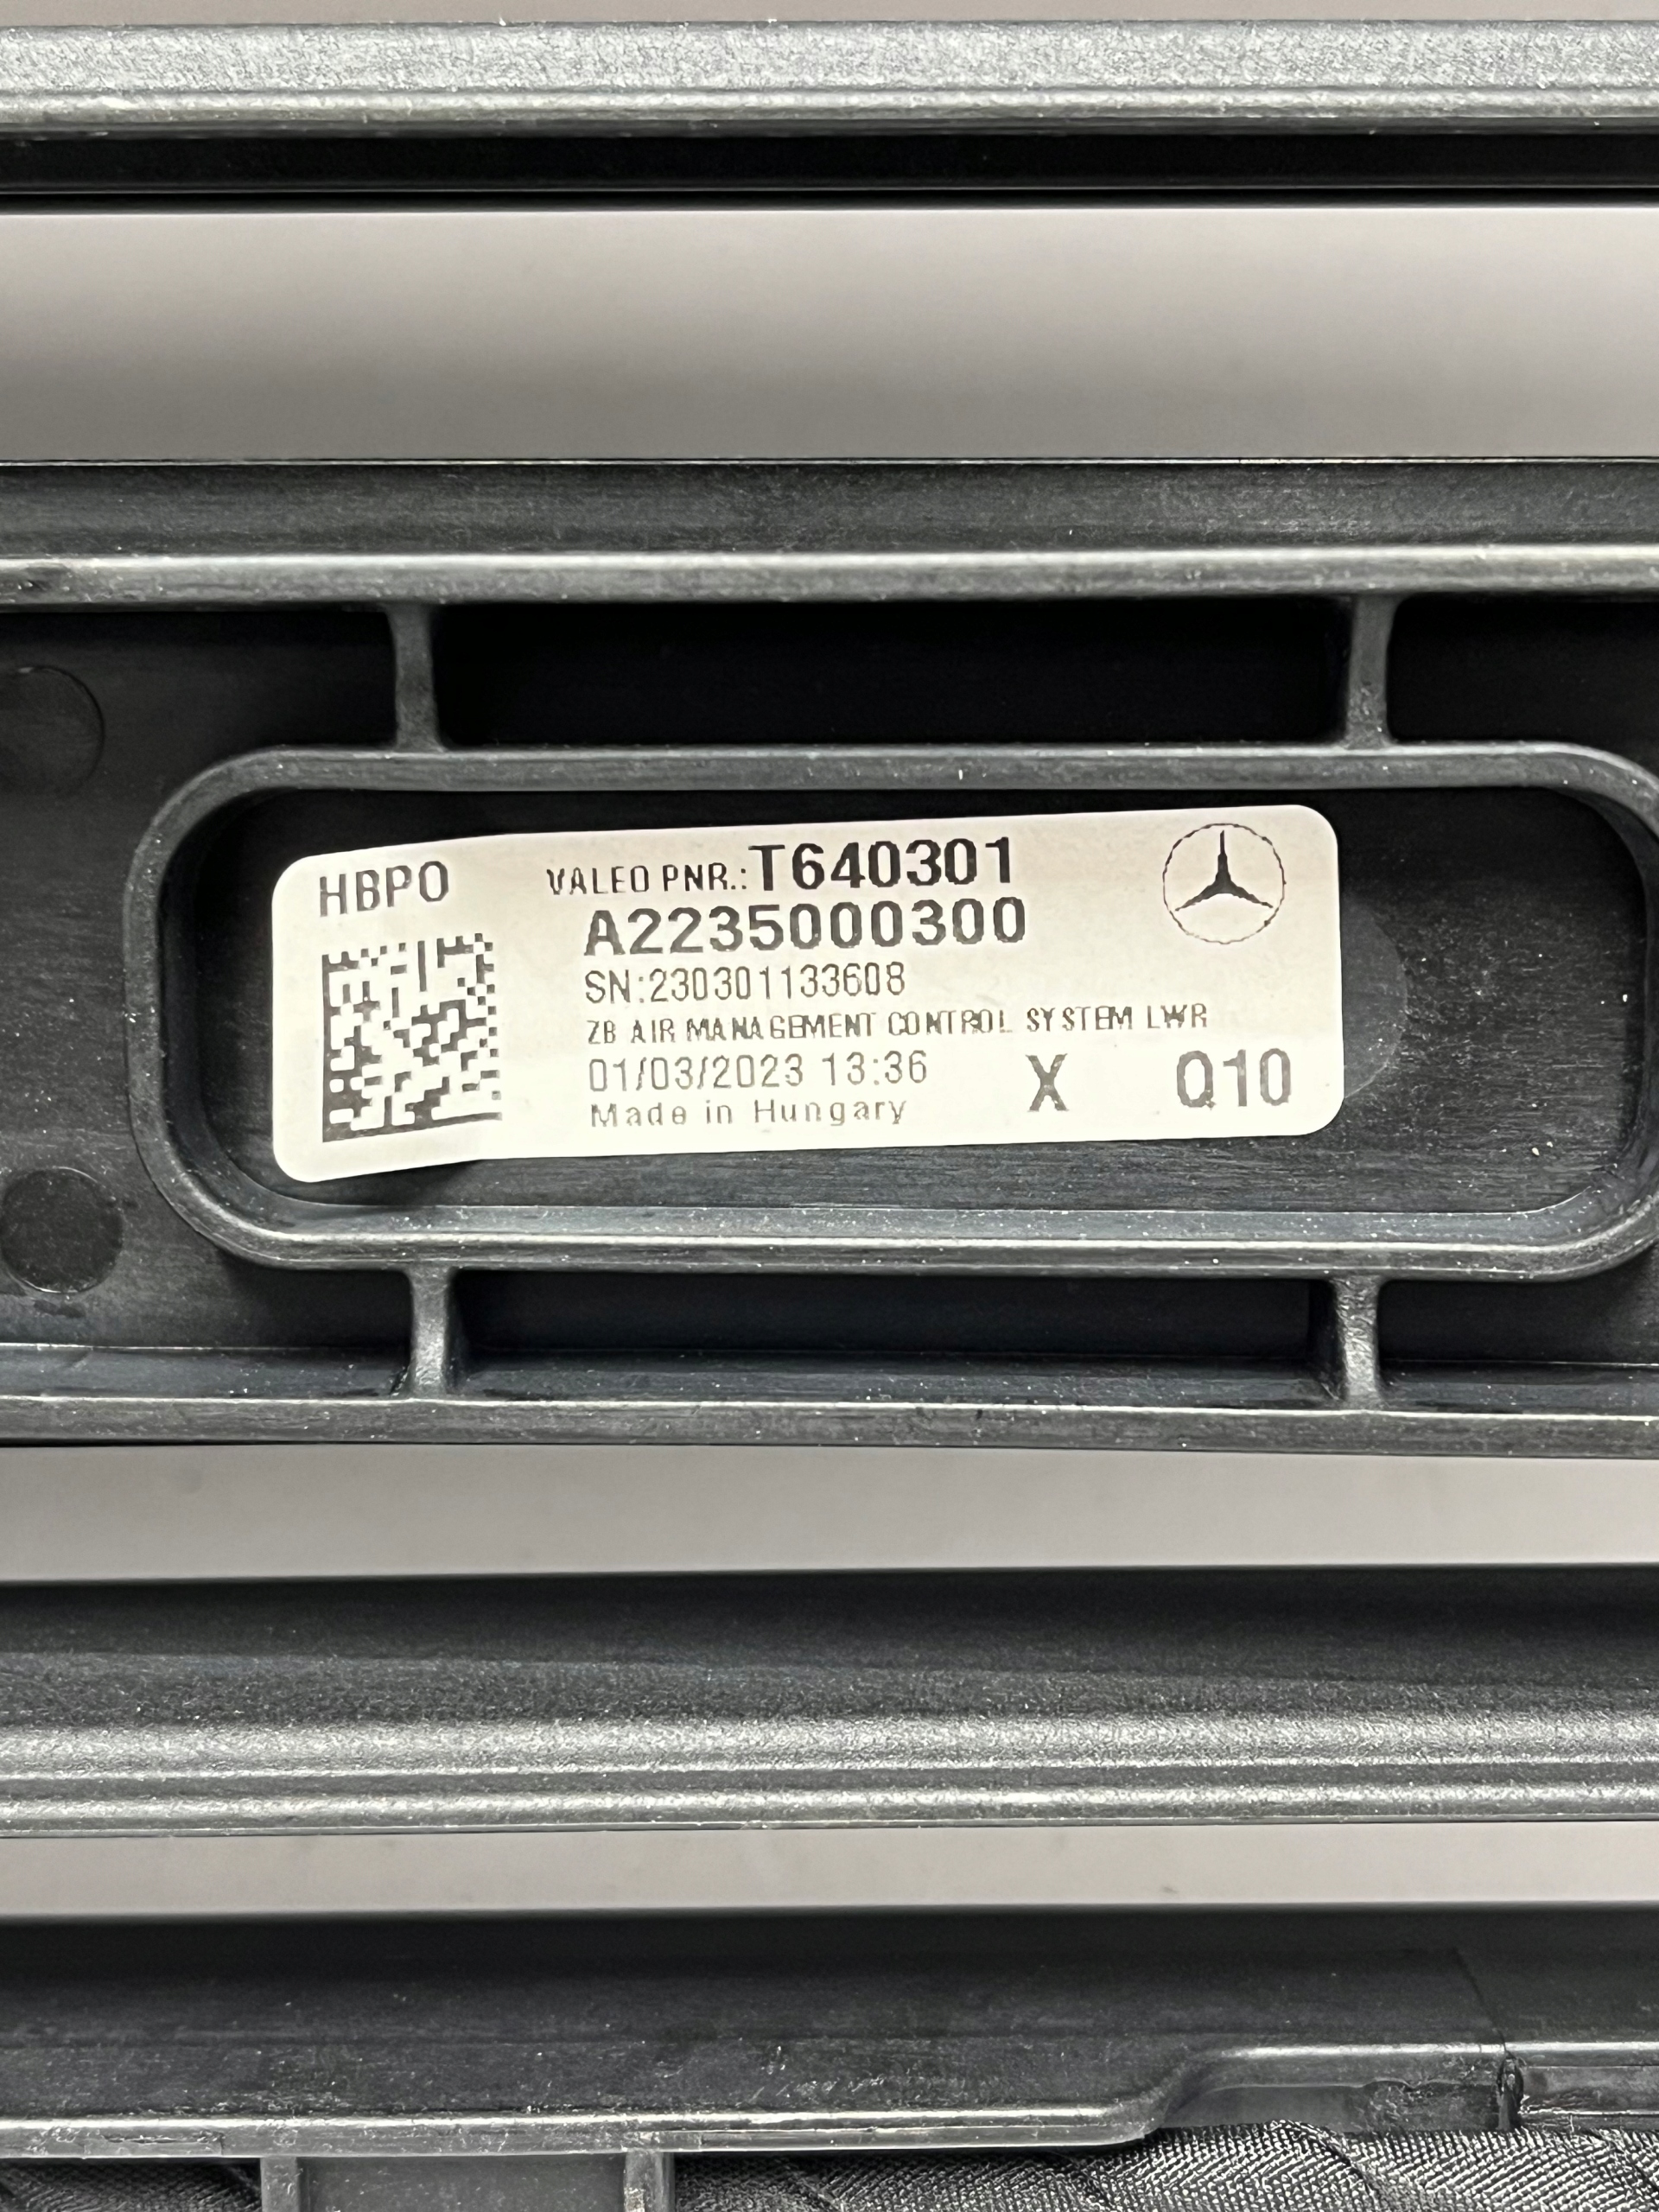 HBPO
VALEO PNR.: T640301
A2235000300
SN:230301133608
ZB AIR MANAGEMENT CONTROL SYSTEM LWR
01/03/2023 13:36 X Q10
Made in Hungary